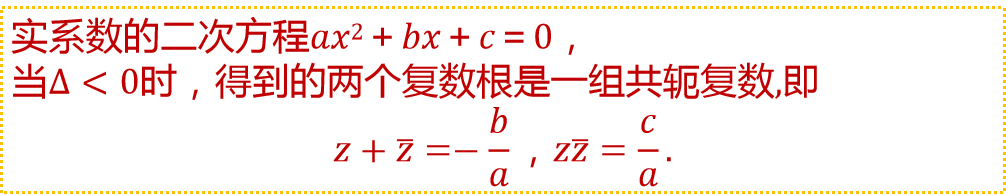 实系数的二次方程ax² + bx + c = 0，
当Δ < 0时，得到的两个复数根是一组共轭复数,即
z + z̄ = −b/a，zz̄ = c/a.